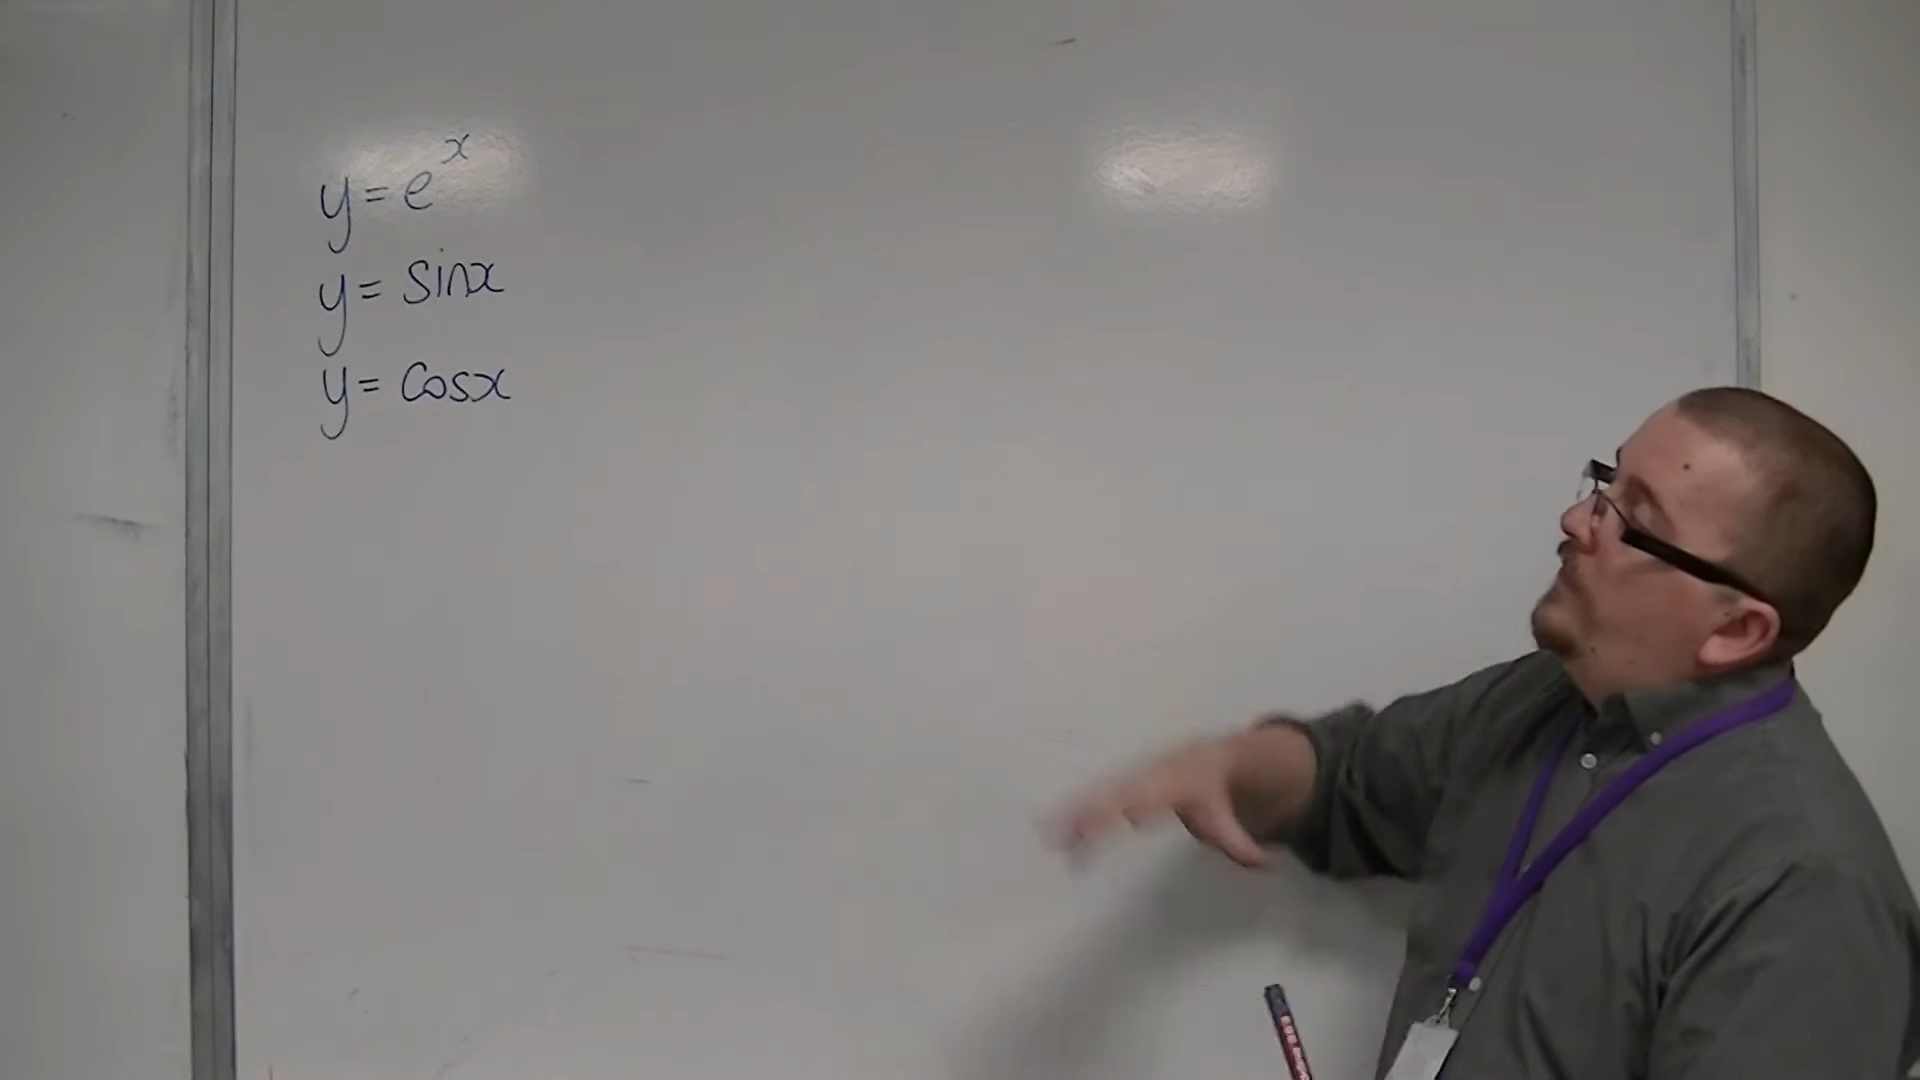 y = e^x
y = sinx
y = cosx